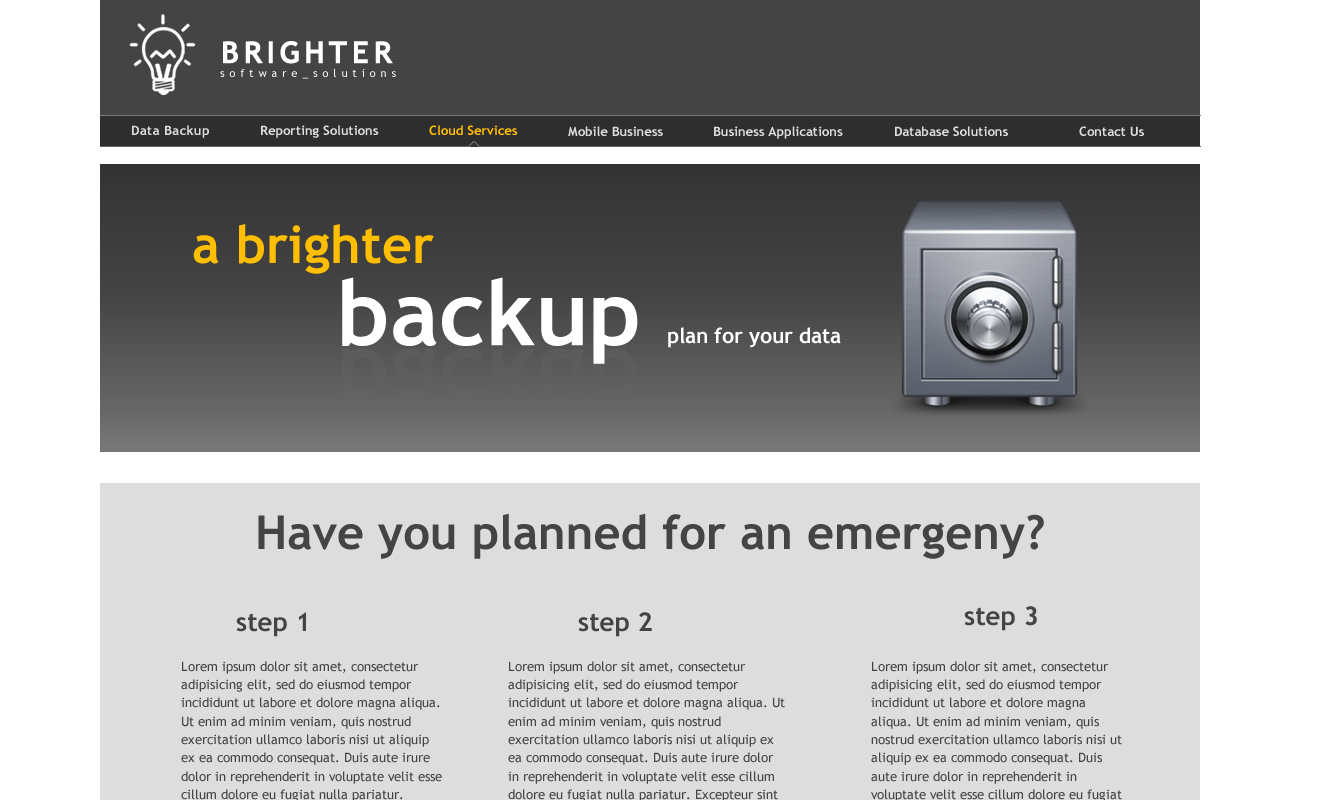 BRIGHTER
software_solutions
Data Backup Reporting Solutions Cloud Services Mobile Business Business Applications Database Solutions Contact Us
a brighter
backup plan for your data
Have you planned for an emergeny?
step 1
Lorem ipsum dolor sit amet, consectetur
adipisicing elit, sed do eiusmod tempor
incididunt ut labore et dolore magna aliqua.
Ut enim ad minim veniam, quis nostrud
exercitation ullamco laboris nisi ut aliquip
ex ea commodo consequat. Duis aute irure
dolor in reprehenderit in voluptate velit esse
cillum dolore eu fugiat nulla pariatur.
step 2
Lorem ipsum dolor sit amet, consectetur
adipisicing elit, sed do eiusmod tempor
incididunt ut labore et dolore magna aliqua. Ut
enim ad minim veniam, quis nostrud
exercitation ullamco laboris nisi ut aliquip ex
ea commodo consequat. Duis aute irure dolor
in reprehenderit in voluptate velit esse cillum
dolore eu fugiat nulla pariatur. Excepteur sint
step 3
Lorem ipsum dolor sit amet, consectetur
adipisicing elit, sed do eiusmod tempor
incididunt ut labore et dolore magna
aliqua. Ut enim ad minim veniam, quis
nostrud exercitation ullamco laboris nisi ut
aliquip ex ea commodo consequat. Duis
aute irure dolor in reprehenderit in
voluptate velit esse cillum dolore eu fugiat